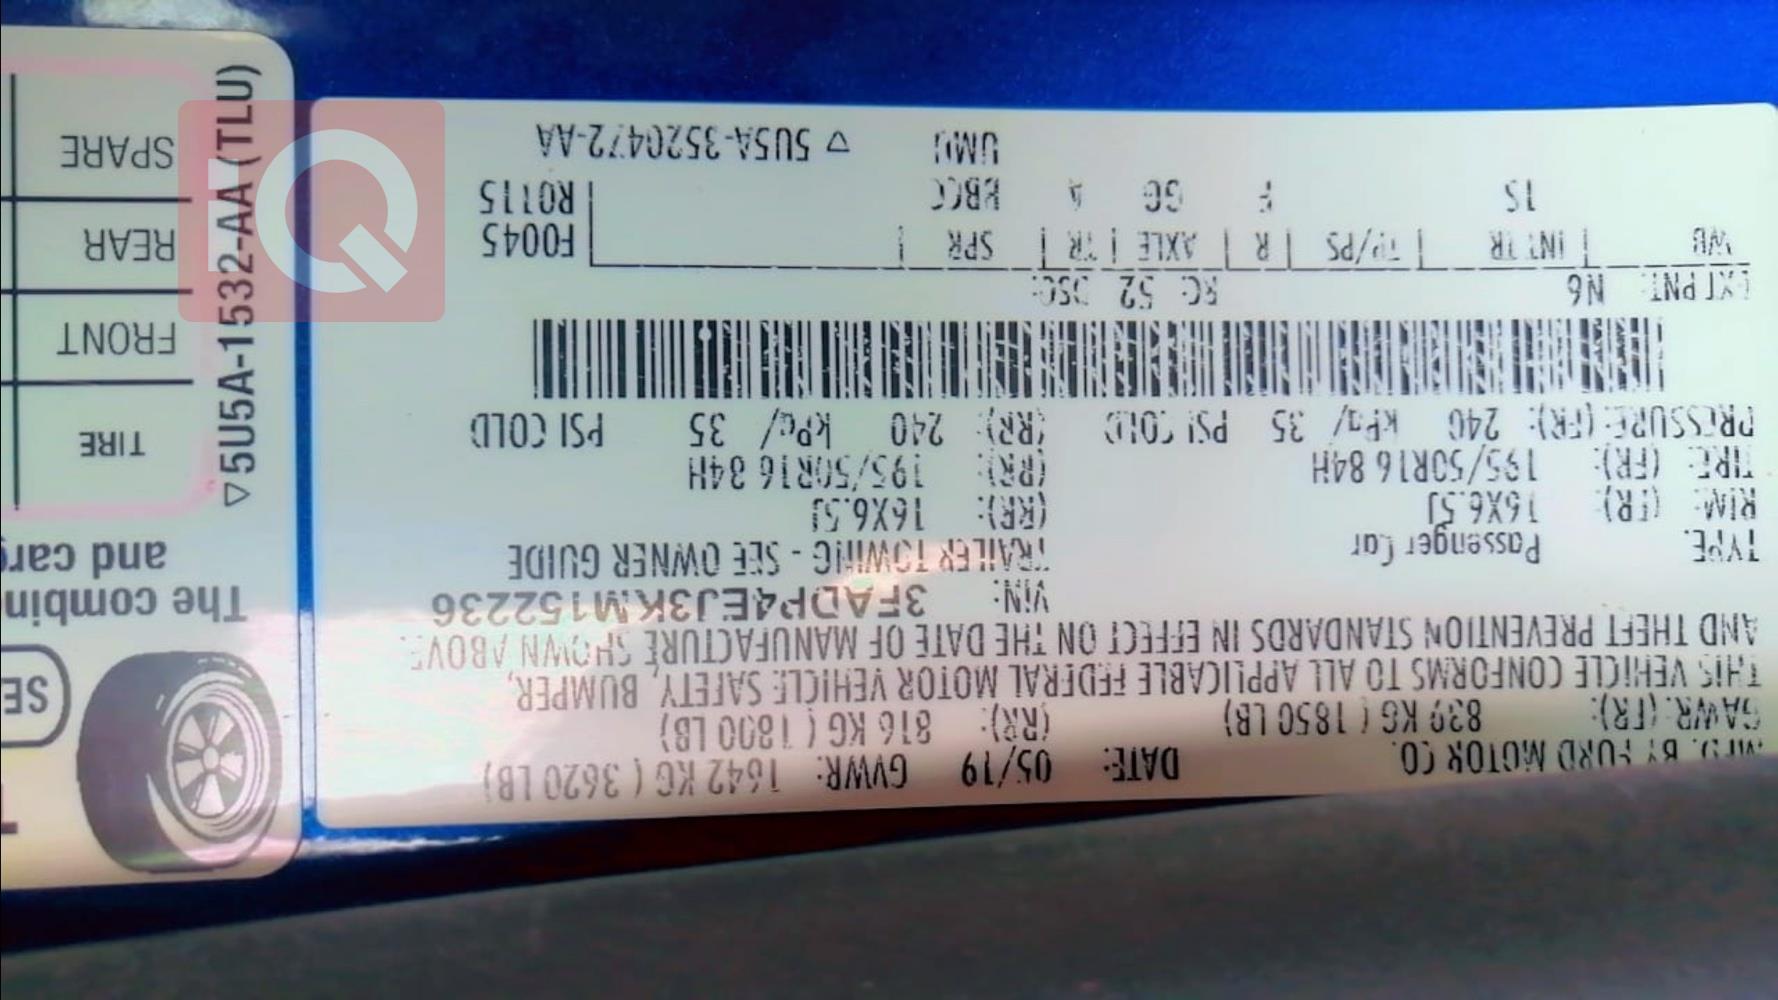 MFD. BY FORD MOTOR CO. DATE: 05/19 GVWR: 1642 KG ( 3620 LB)
GAWR: (FR): 839 KG ( 1850 LB) (RR): 816 KG ( 1800 LB)
THIS VEHICLE CONFORMS TO ALL APPLICABLE FEDERAL MOTOR VEHICLE SAFETY, BUMPER,
AND THEFT PREVENTION STANDARDS IN EFFECT ON THE DATE OF MANUFACTURE SHOWN ABOVE.
VIN: 3FADP4EJ3KM152236
TYPE: Passenger Car TRAILER TOWING - SEE OWNER GUIDE
RIM: (FR): 16X6.5J (RR): 16X6.5J
TIRE: (FR): 195/50R16 84H (RR): 195/50R16 84H
PRESSURE: (FR): 240 kPa/ 35 PSI COLD (RR): 240 kPa/ 35 PSI COLD
EXT PNT: N6 RC: 52 DSO:
WB INT TR TP/PS R AXLE TR SPR F0045
1S F GG A BBCC R0115
UMU ▽ 5U5A-3520472-AA
SE
The combin
and carg
TIRE
FRONT
REAR
SPARE
▽5U5A-1532-AA (TLU)
iQ